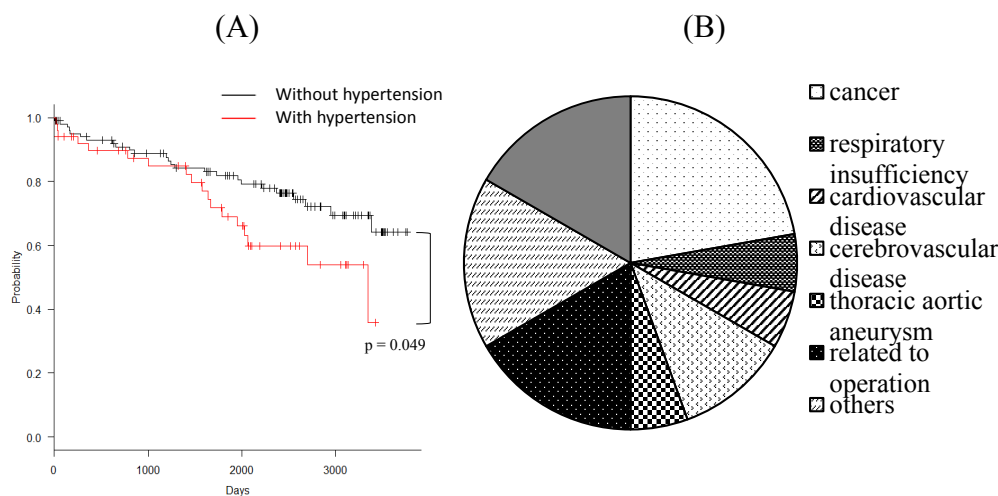 (A)
(B)
Without hypertension
With hypertension
1.0
0.8
0.6
0.4
0.2
0.0
Probability
0
1000
2000
3000
Days
p = 0.049
cancer
respiratory
insufficiency
cardiovascular
disease
cerebrovascular
disease
thoracic aortic
aneurysm
related to
operation
others